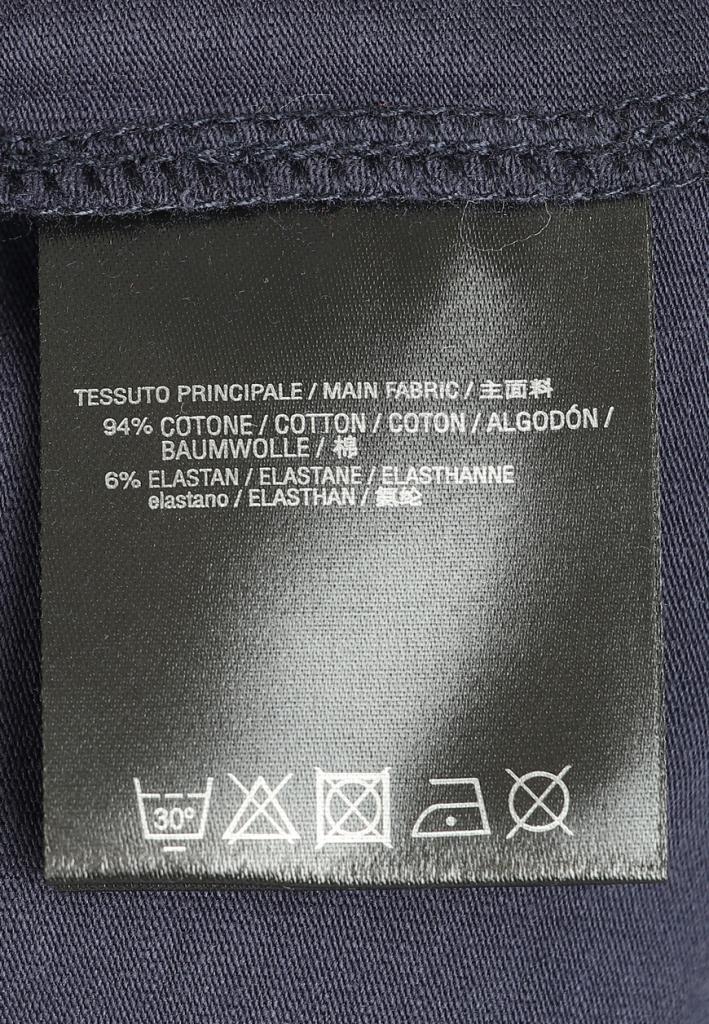 TESSUTO PRINCIPALE / MAIN FABRIC / 主面料
94% COTONE / COTTON / COTON / ALGODÓN /
BAUMWOLLE / 棉
6% ELASTAN / ELASTANE / ELASTHANNE
elastano / ELASTHAN / 氨纶
30°